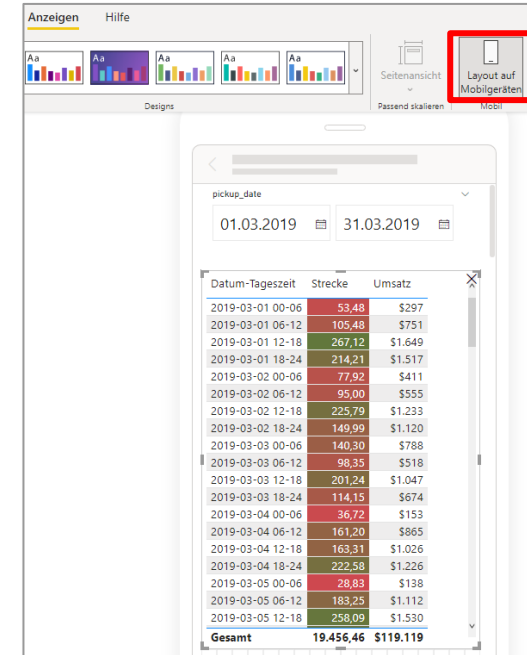 Anzeigen Hilfe
Aa Aa Aa Aa Aa
Seitenansicht
Layout auf
Mobilgeräten
Designs Passend skalieren Mobil
pickup_date
01.03.2019 31.03.2019
Datum-Tageszeit Strecke Umsatz
2019-03-01 00-06 53,48 $297
2019-03-01 06-12 105,48 $751
2019-03-01 12-18 267,12 $1.649
2019-03-01 18-24 214,21 $1.517
2019-03-02 00-06 77,92 $411
2019-03-02 06-12 95,00 $555
2019-03-02 12-18 225,79 $1.233
2019-03-02 18-24 149,99 $1.120
2019-03-03 00-06 140,30 $788
2019-03-03 06-12 98,35 $518
2019-03-03 12-18 201,24 $1.047
2019-03-03 18-24 114,15 $674
2019-03-04 00-06 36,72 $153
2019-03-04 06-12 161,20 $865
2019-03-04 12-18 163,31 $1.026
2019-03-04 18-24 222,58 $1.226
2019-03-05 00-06 28,83 $138
2019-03-05 06-12 183,25 $1.112
2019-03-05 12-18 258,09 $1.530
Gesamt 19.456,46 $119.119